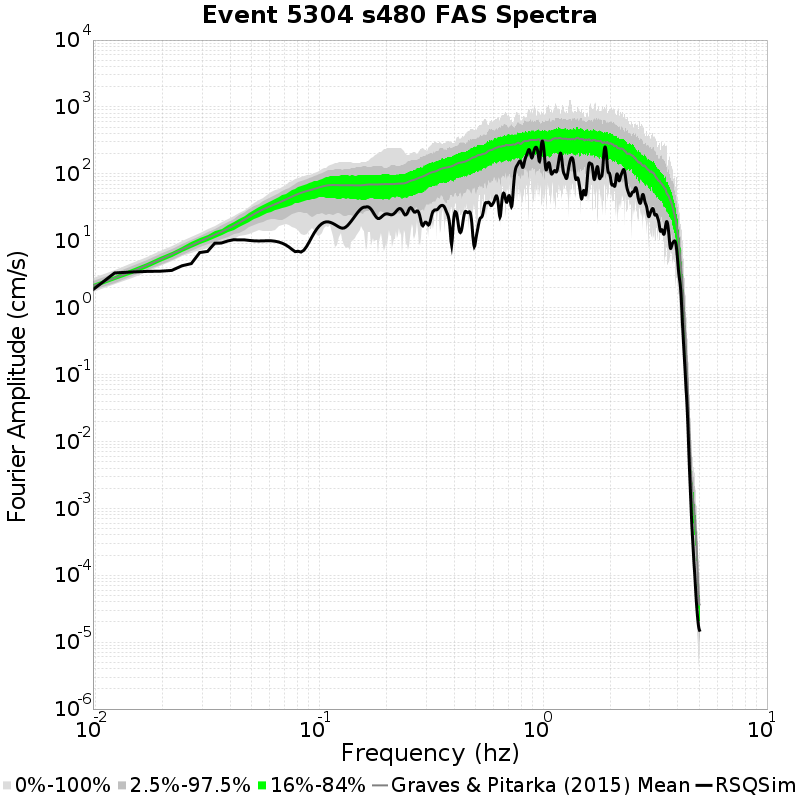 Event 5304 s480 FAS Spectra
Fourier Amplitude (cm/s)
10^4
10^3
10^2
10^1
10^0
10^-1
10^-2
10^-3
10^-4
10^-5
10^-6
10^-2 10^-1 10^0 10^1
Frequency (hz)
0%-100% 2.5%-97.5% 16%-84% Graves & Pitarka (2015) Mean RSQSim